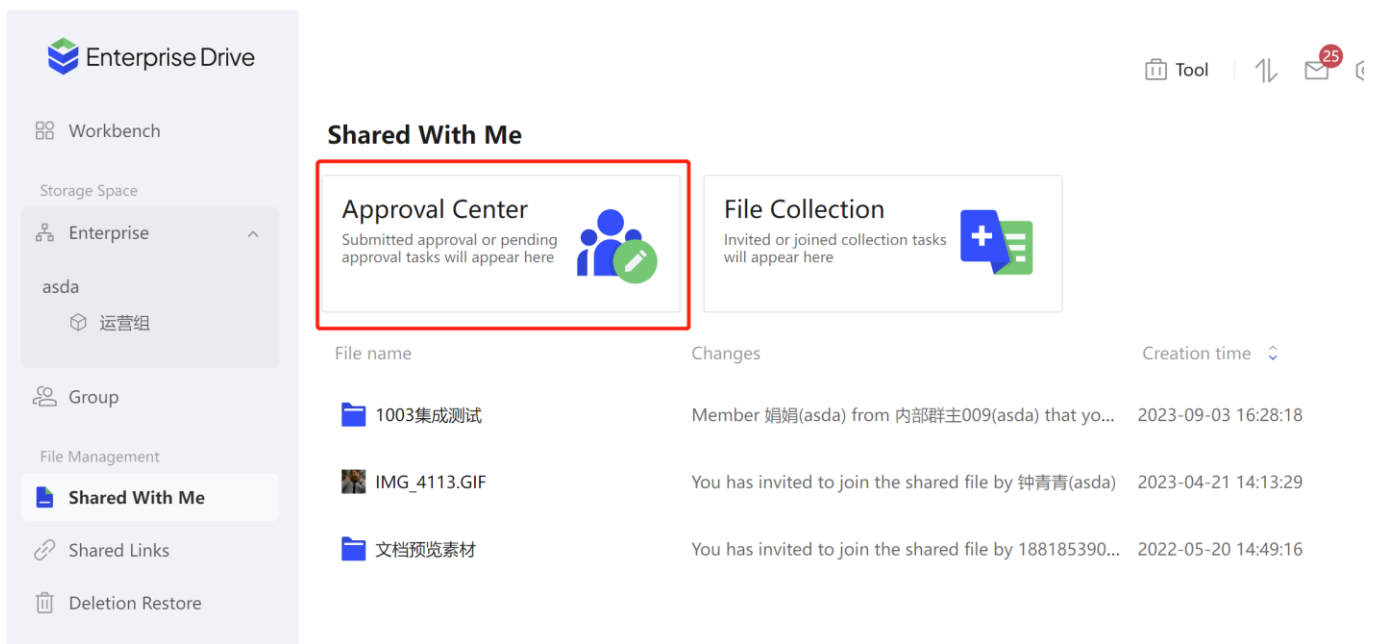 Enterprise Drive
Workbench
Storage Space
Enterprise
asda
运营组
Group
File Management
Shared With Me
Shared Links
Deletion Restore
Tool
25
Shared With Me
Approval Center
Submitted approval or pending
approval tasks will appear here
File Collection
Invited or joined collection tasks
will appear here
File name Changes Creation time
1003集成测试 Member 娟娟(asda) from 内部群主009(asda) that yo... 2023-09-03 16:28:18
IMG_4113.GIF You has invited to join the shared file by 钟青青(asda) 2023-04-21 14:13:29
文档预览素材 You has invited to join the shared file by 188185390... 2022-05-20 14:49:16